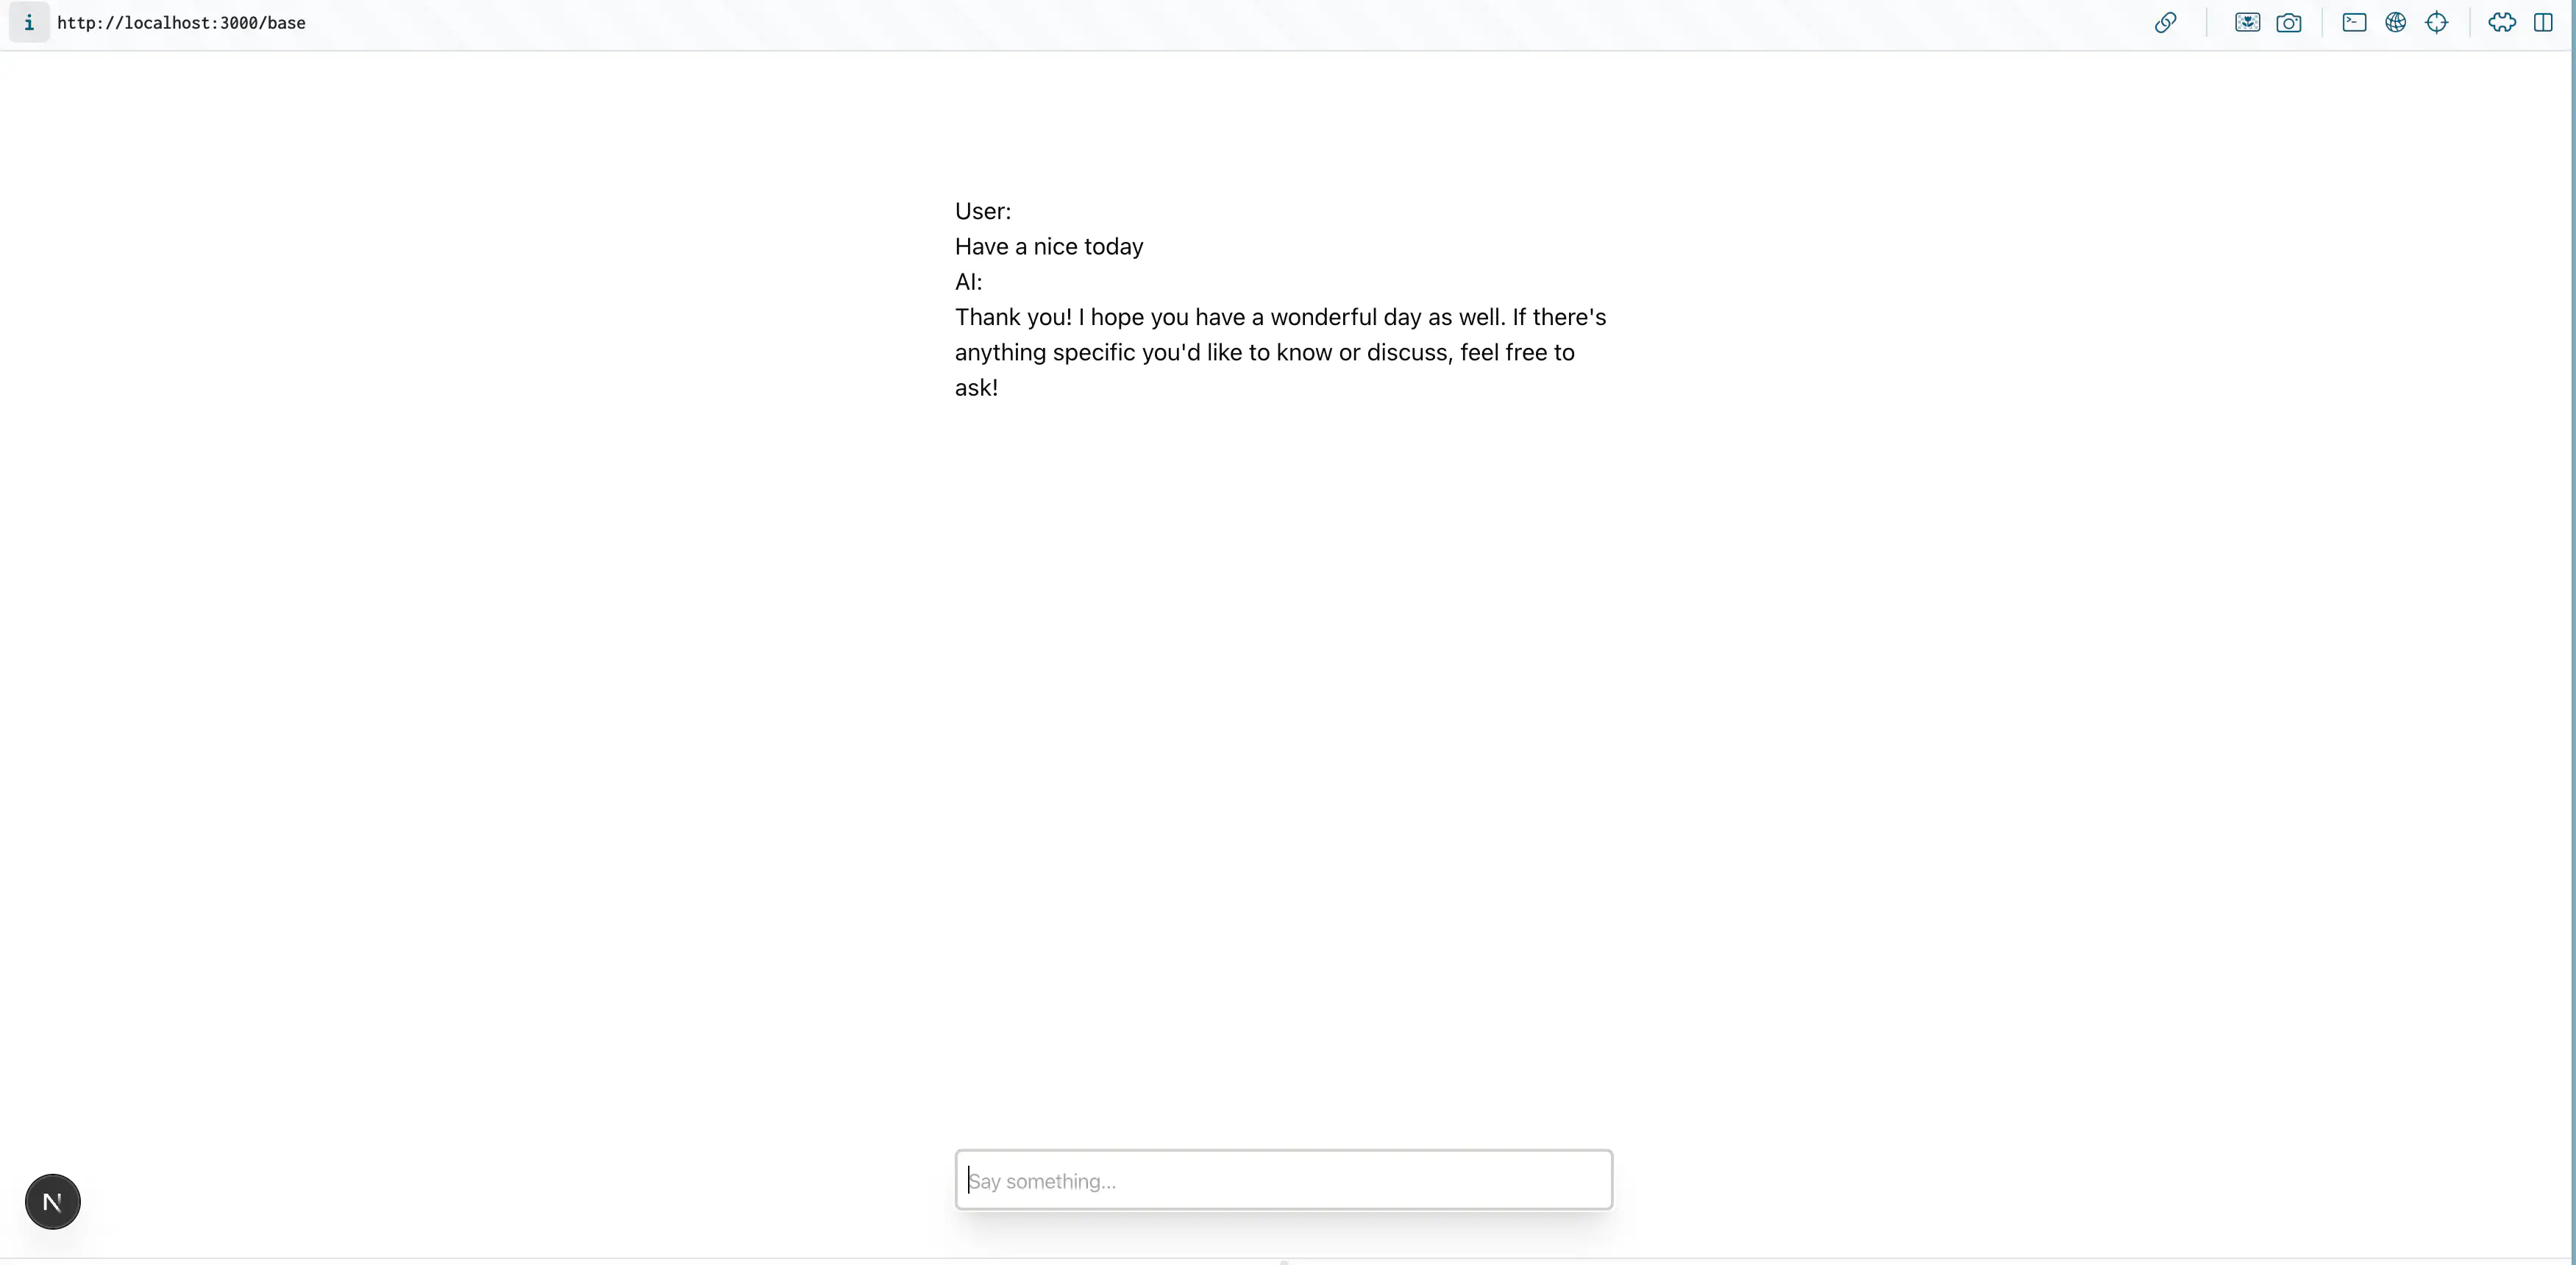 i http://localhost:3000/base
User:
Have a nice today
AI:
Thank you! I hope you have a wonderful day as well. If there's
anything specific you'd like to know or discuss, feel free to
ask!
Say something...
N